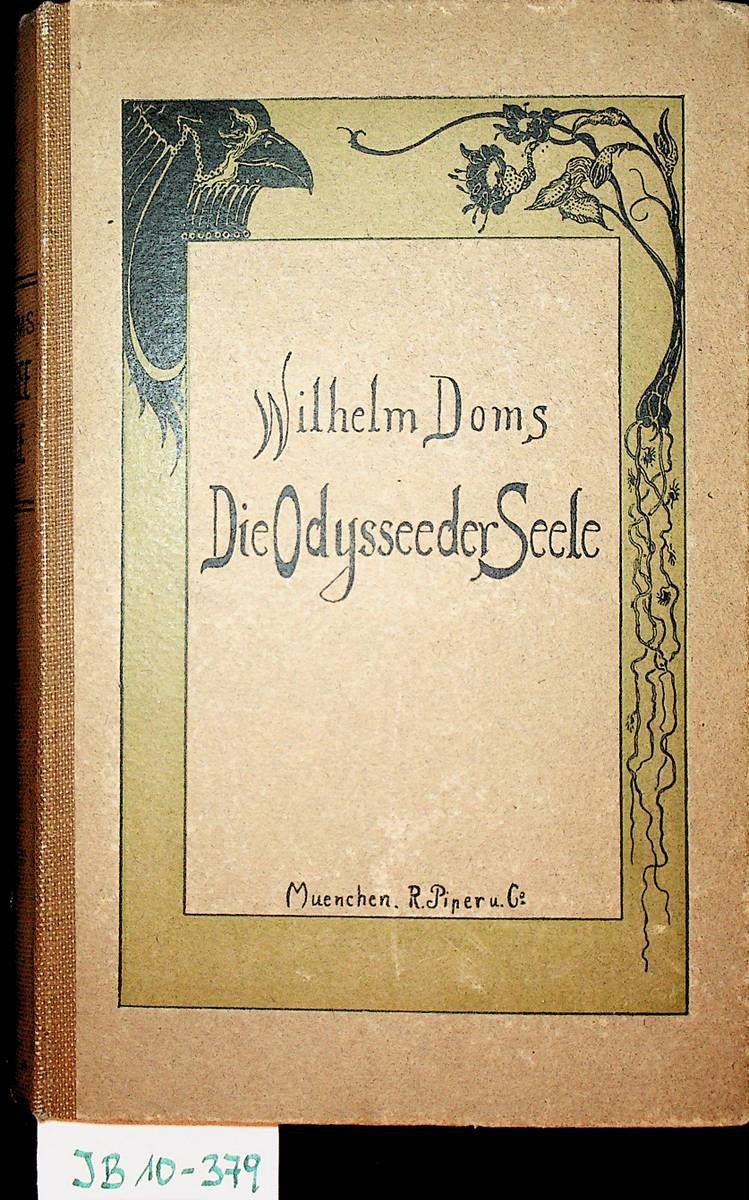 Wilhelm Doms
Die Odyssee der Seele
Muenchen. R. Piper u. Co
JB 10-379